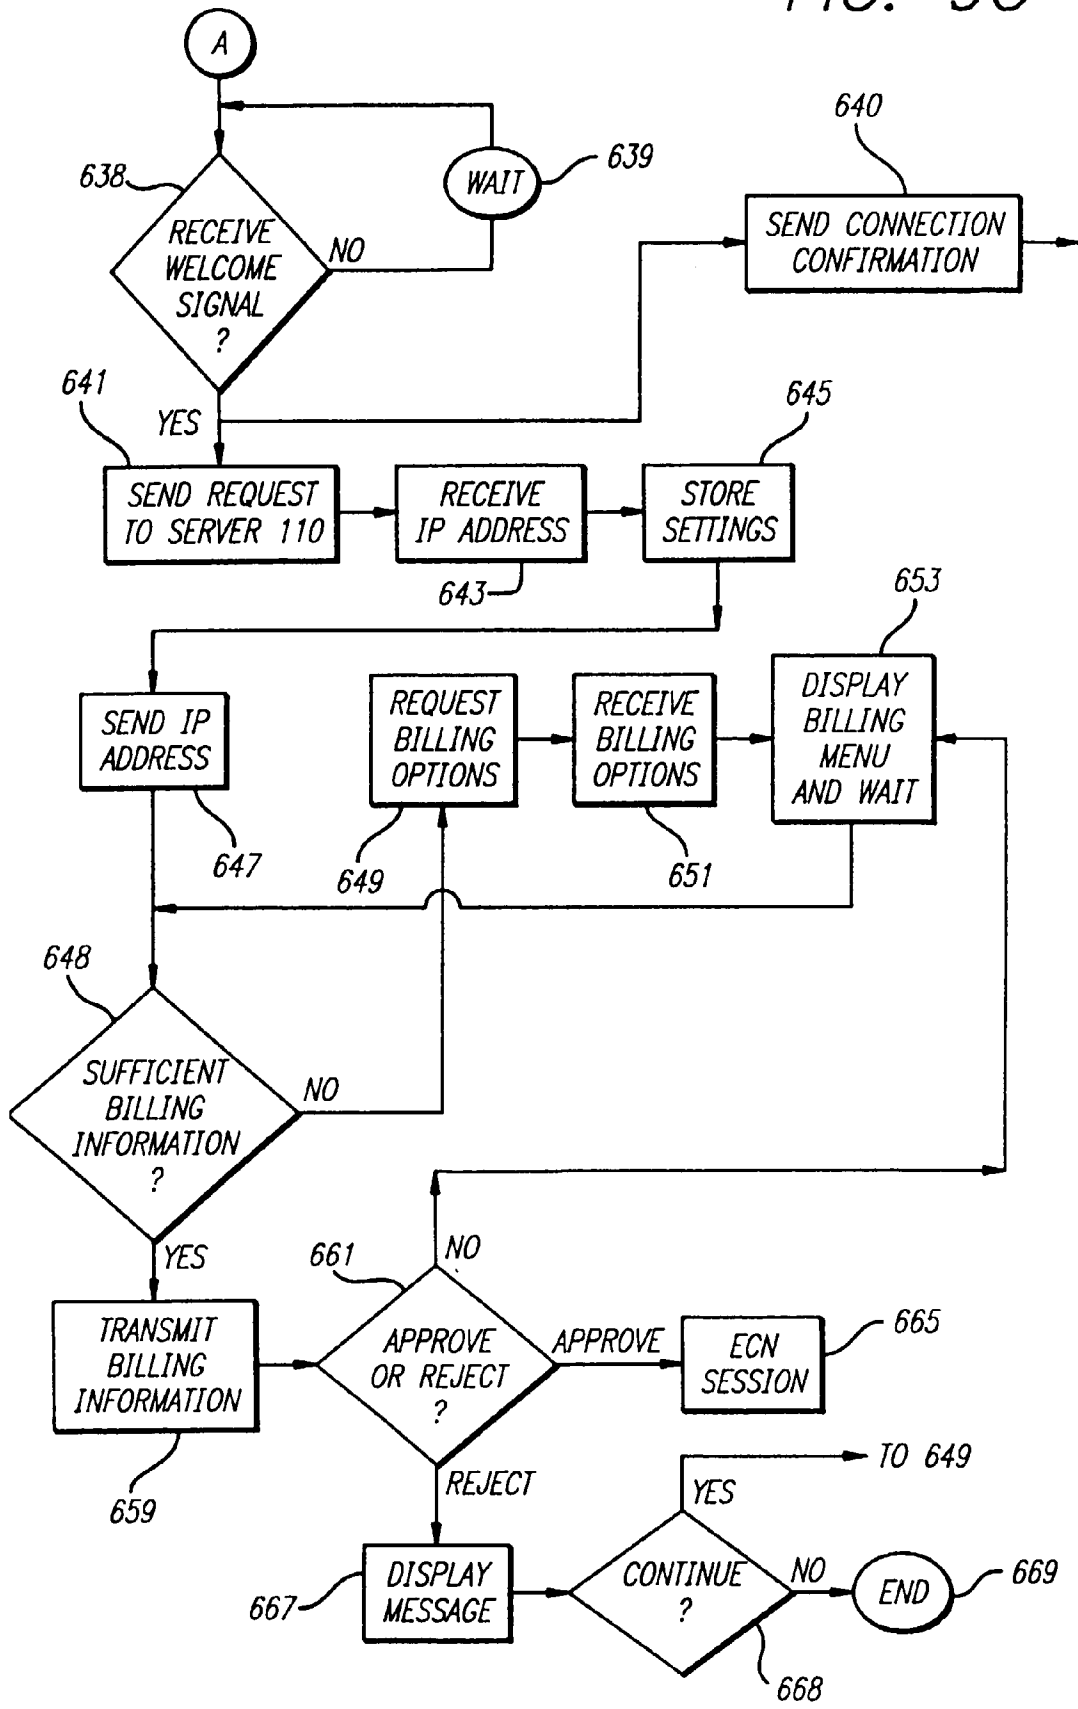 A
640
639
638
WAIT
SEND CONNECTION
CONFIRMATION
RECEIVE
WELCOME
SIGNAL
?
NO
641
YES
645
SEND REQUEST
TO SERVER 110
RECEIVE
IP ADDRESS
STORE
SETTINGS
643
653
SEND IP
ADDRESS
REQUEST
BILLING
OPTIONS
RECEIVE
BILLING
OPTIONS
DISPLAY
BILLING
MENU
AND WAIT
647
649
651
648
SUFFICIENT
BILLING
INFORMATION
?
NO
YES
661
NO
TRANSMIT
BILLING
INFORMATION
APPROVE
OR REJECT
?
APPROVE
ECN
SESSION
665
659
REJECT
TO 649
YES
667
DISPLAY
MESSAGE
CONTINUE
?
NO
END
669
668